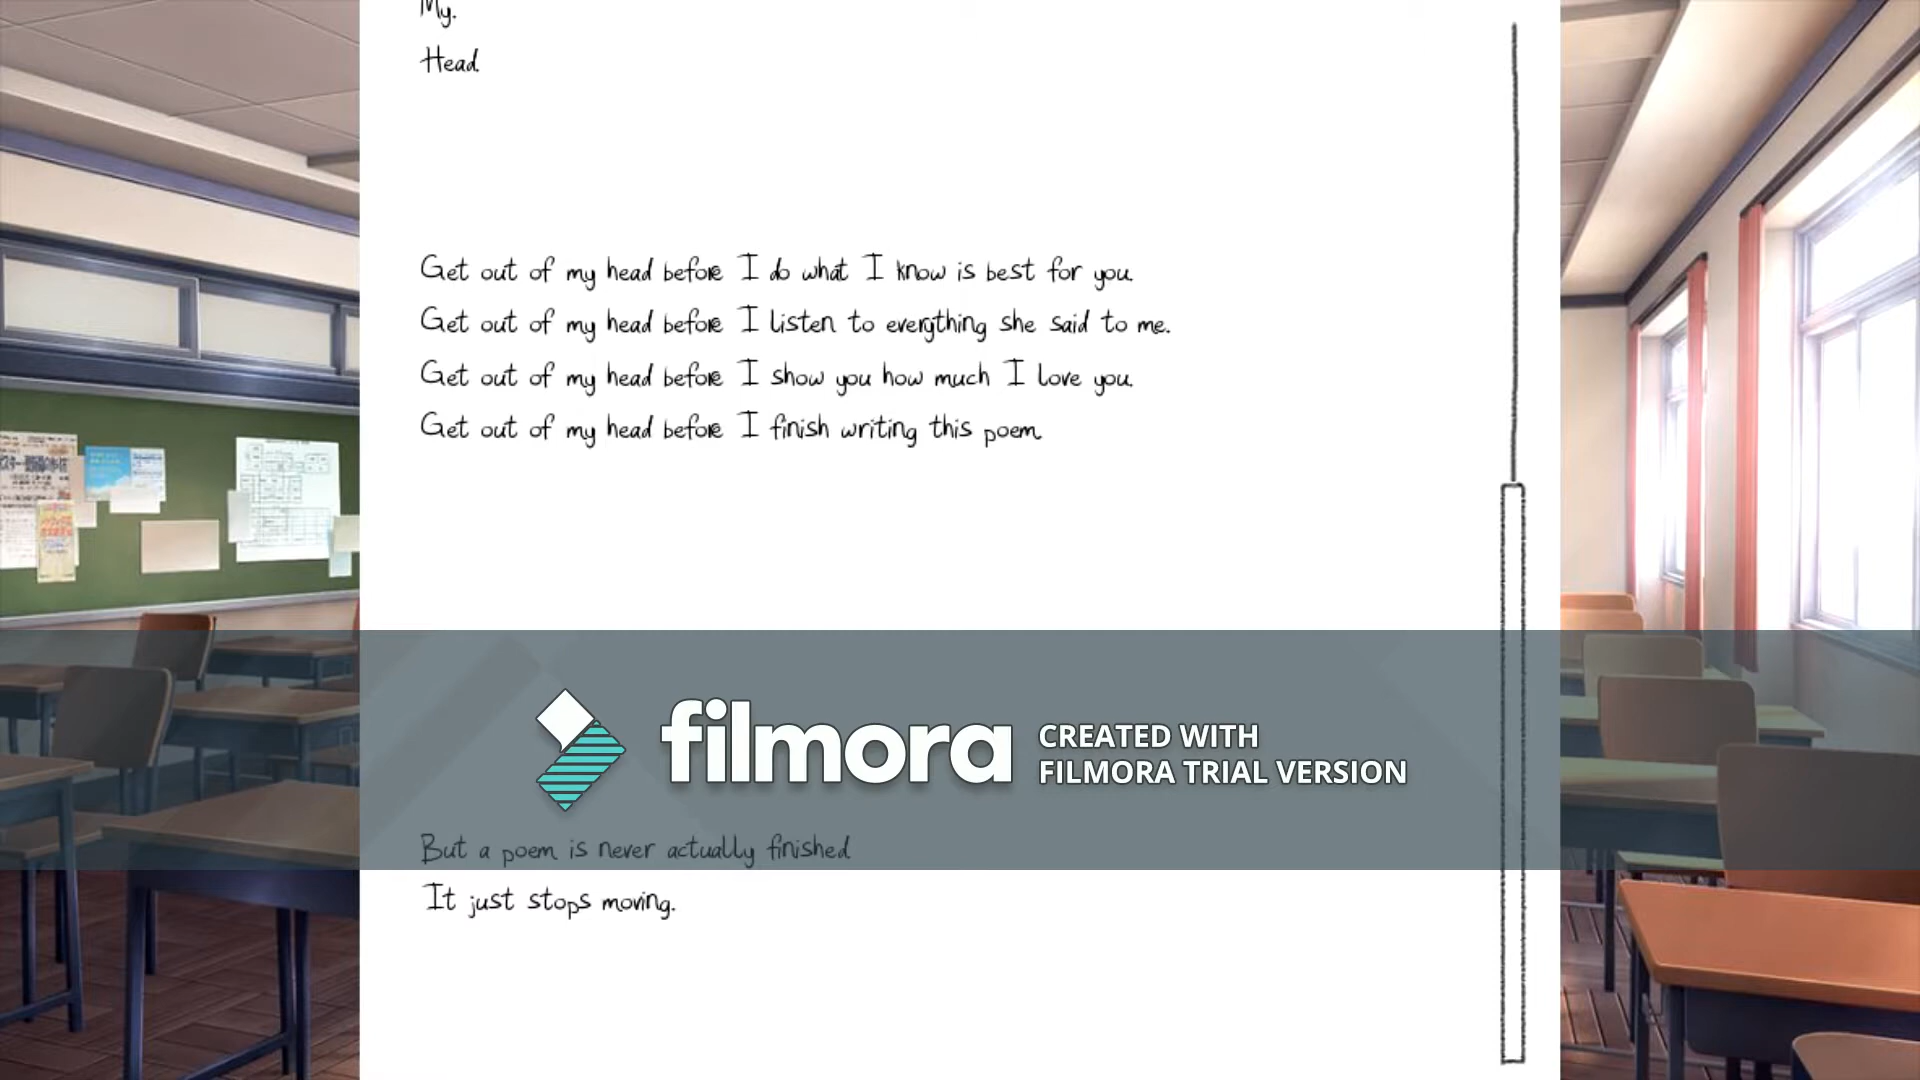 My.
Head.
Get out of my head before I do what I know is best for you.
Get out of my head before I listen to everything she said to me.
Get out of my head before I show you how much I love you.
Get out of my head before I finish writing this poem.
filmora
CREATED WITH
FILMORA TRIAL VERSION
But a poem is never actually finished
It just stops moving.